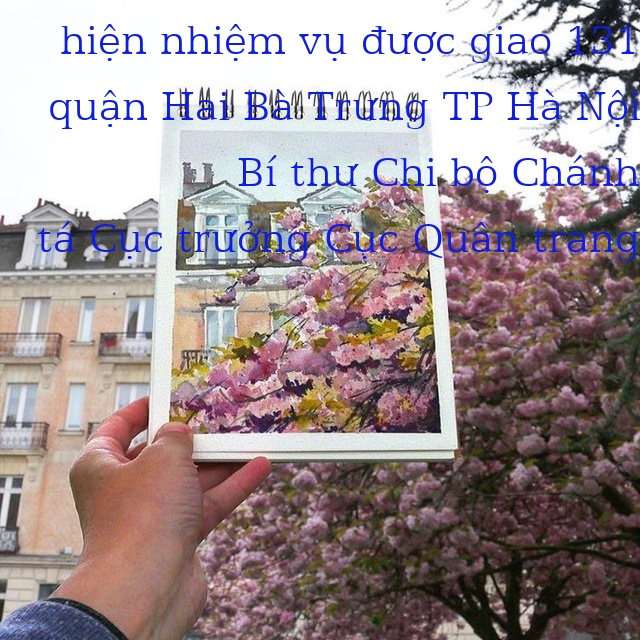 hiện nhiệm vụ được giao 131
quận Hai Bà Trưng TP Hà Nội
Bí thư Chi bộ Chánh
tá Cục trưởng Cục Quân trang